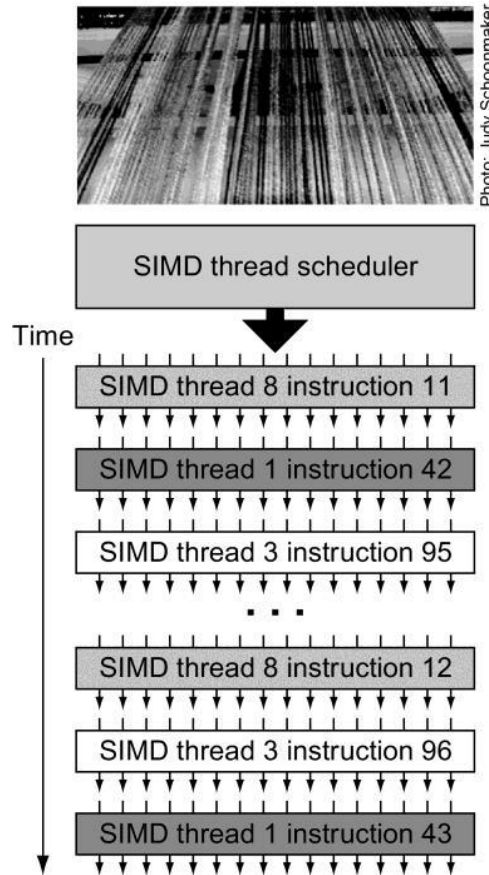 Photo: Judy Schoonmaker
SIMD thread scheduler
Time
SIMD thread 8 instruction 11
SIMD thread 1 instruction 42
SIMD thread 3 instruction 95
. . .
SIMD thread 8 instruction 12
SIMD thread 3 instruction 96
SIMD thread 1 instruction 43